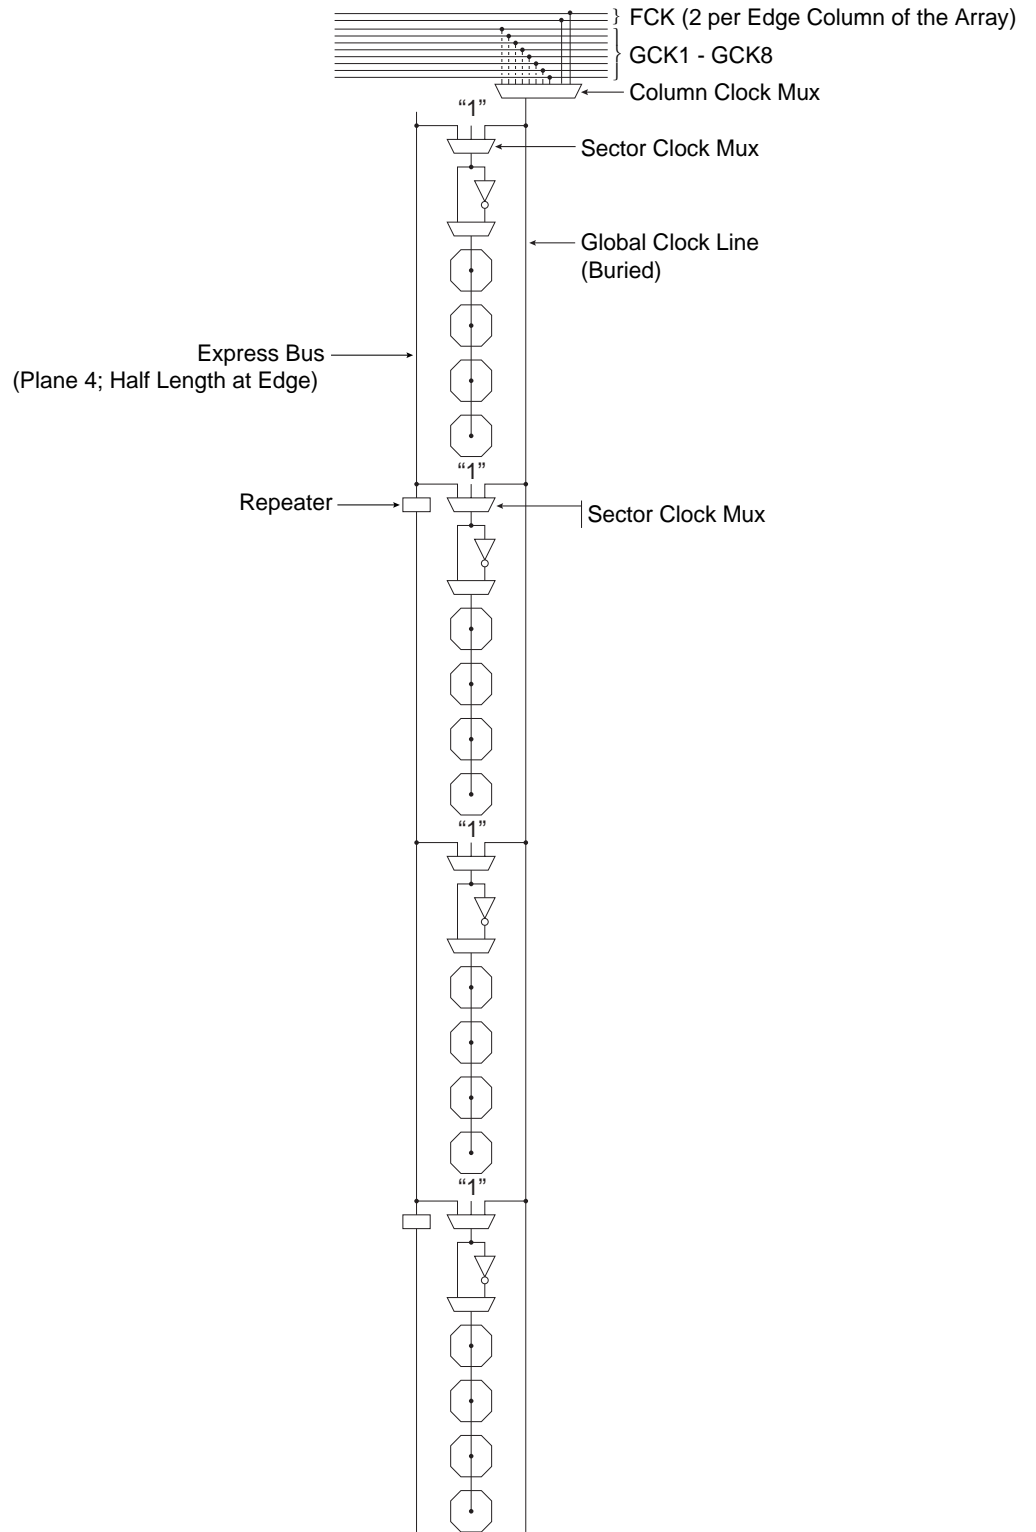 FCK (2 per Edge Column of the Array)
GCK1 - GCK8
Column Clock Mux
“1”
Sector Clock Mux
Global Clock Line
(Buried)
Express Bus
(Plane 4; Half Length at Edge)
“1”
Repeater
Sector Clock Mux
“1”
“1”